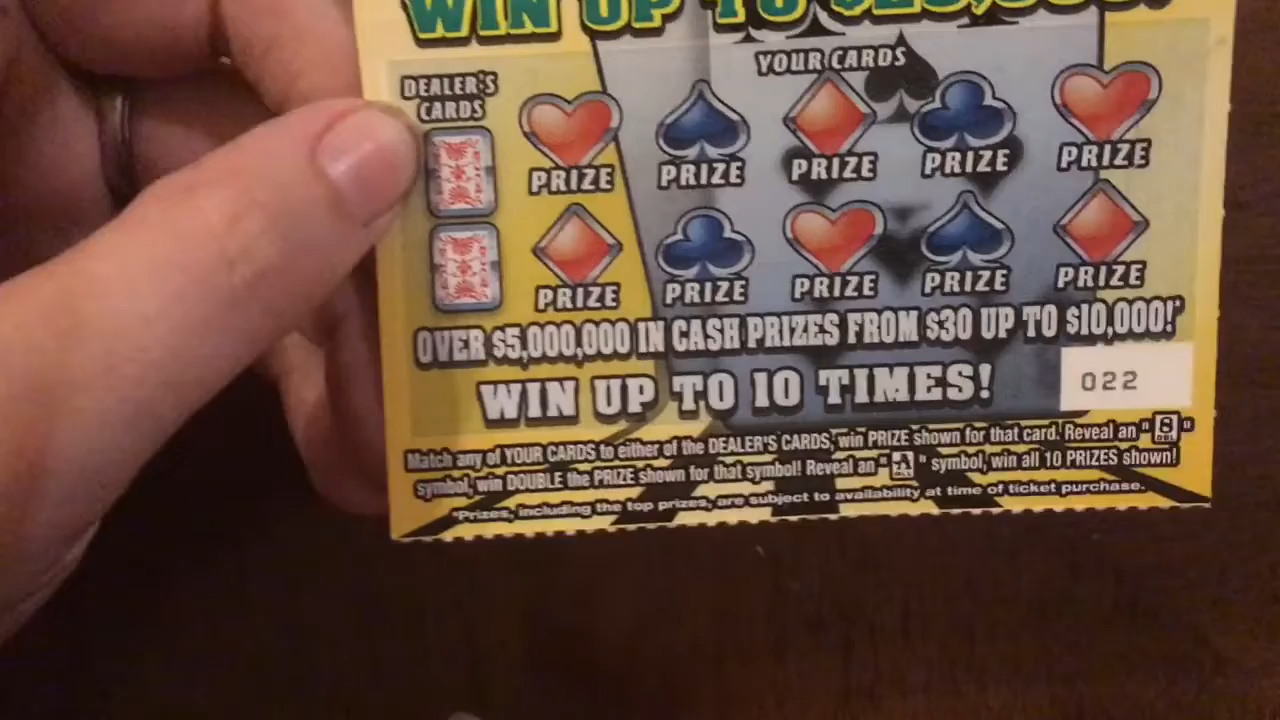 WIN UP TO
YOUR CARDS
DEALER'S
CARDS
PRIZE PRIZE PRIZE PRIZE PRIZE
PRIZE PRIZE PRIZE PRIZE PRIZE
OVER $5,000,000 IN CASH PRIZES FROM $30 UP TO $10,000!*
WIN UP TO 10 TIMES!
022
Match any of YOUR CARDS to either of the DEALER'S CARDS, win PRIZE shown for that card. Reveal an "8 DBL"
symbol, win DOUBLE the PRIZE shown for that symbol! Reveal an " " symbol, win all 10 PRIZES shown!
*Prizes, including the top prizes, are subject to availability at time of ticket purchase.